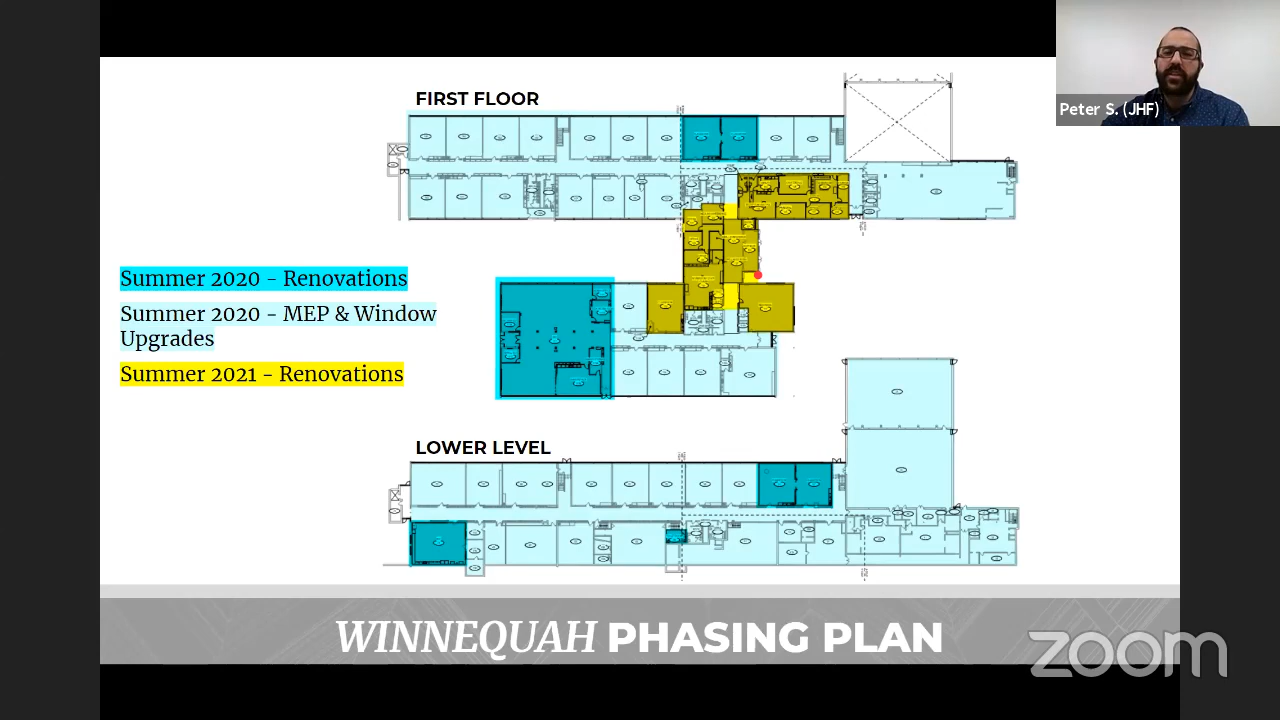 Peter S. (JHF)
FIRST FLOOR
Summer 2020 - Renovations
Summer 2020 - MEP & Window
Upgrades
Summer 2021 - Renovations
LOWER LEVEL
WINNEQUAH PHASING PLAN
zoom